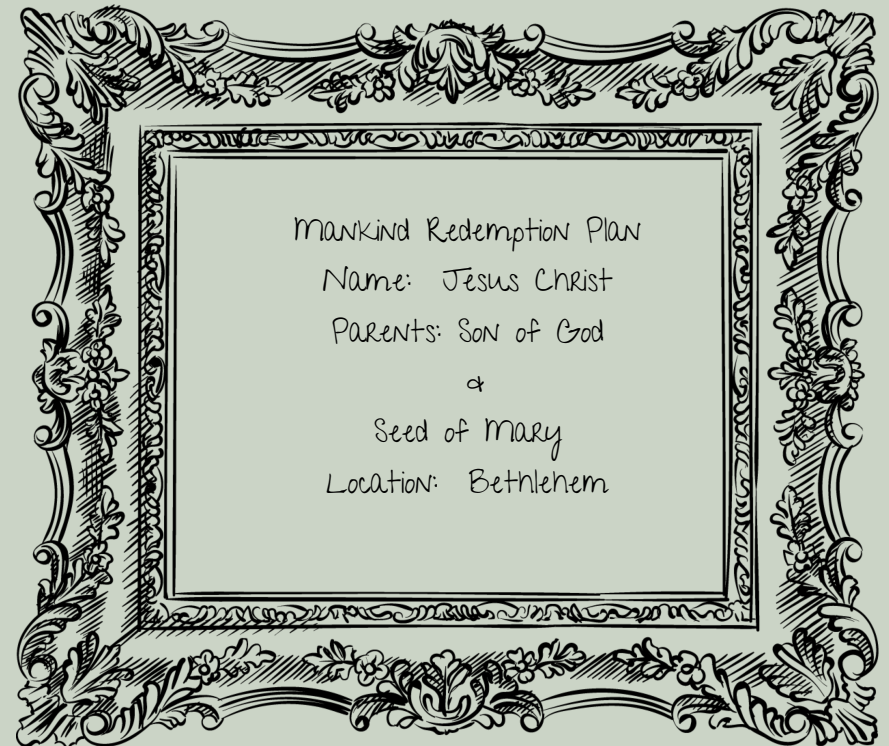 Mankind Redemption Plan
Name: Jesus Christ
Parents: Son of God
&
Seed of Mary
Location: Bethlehem